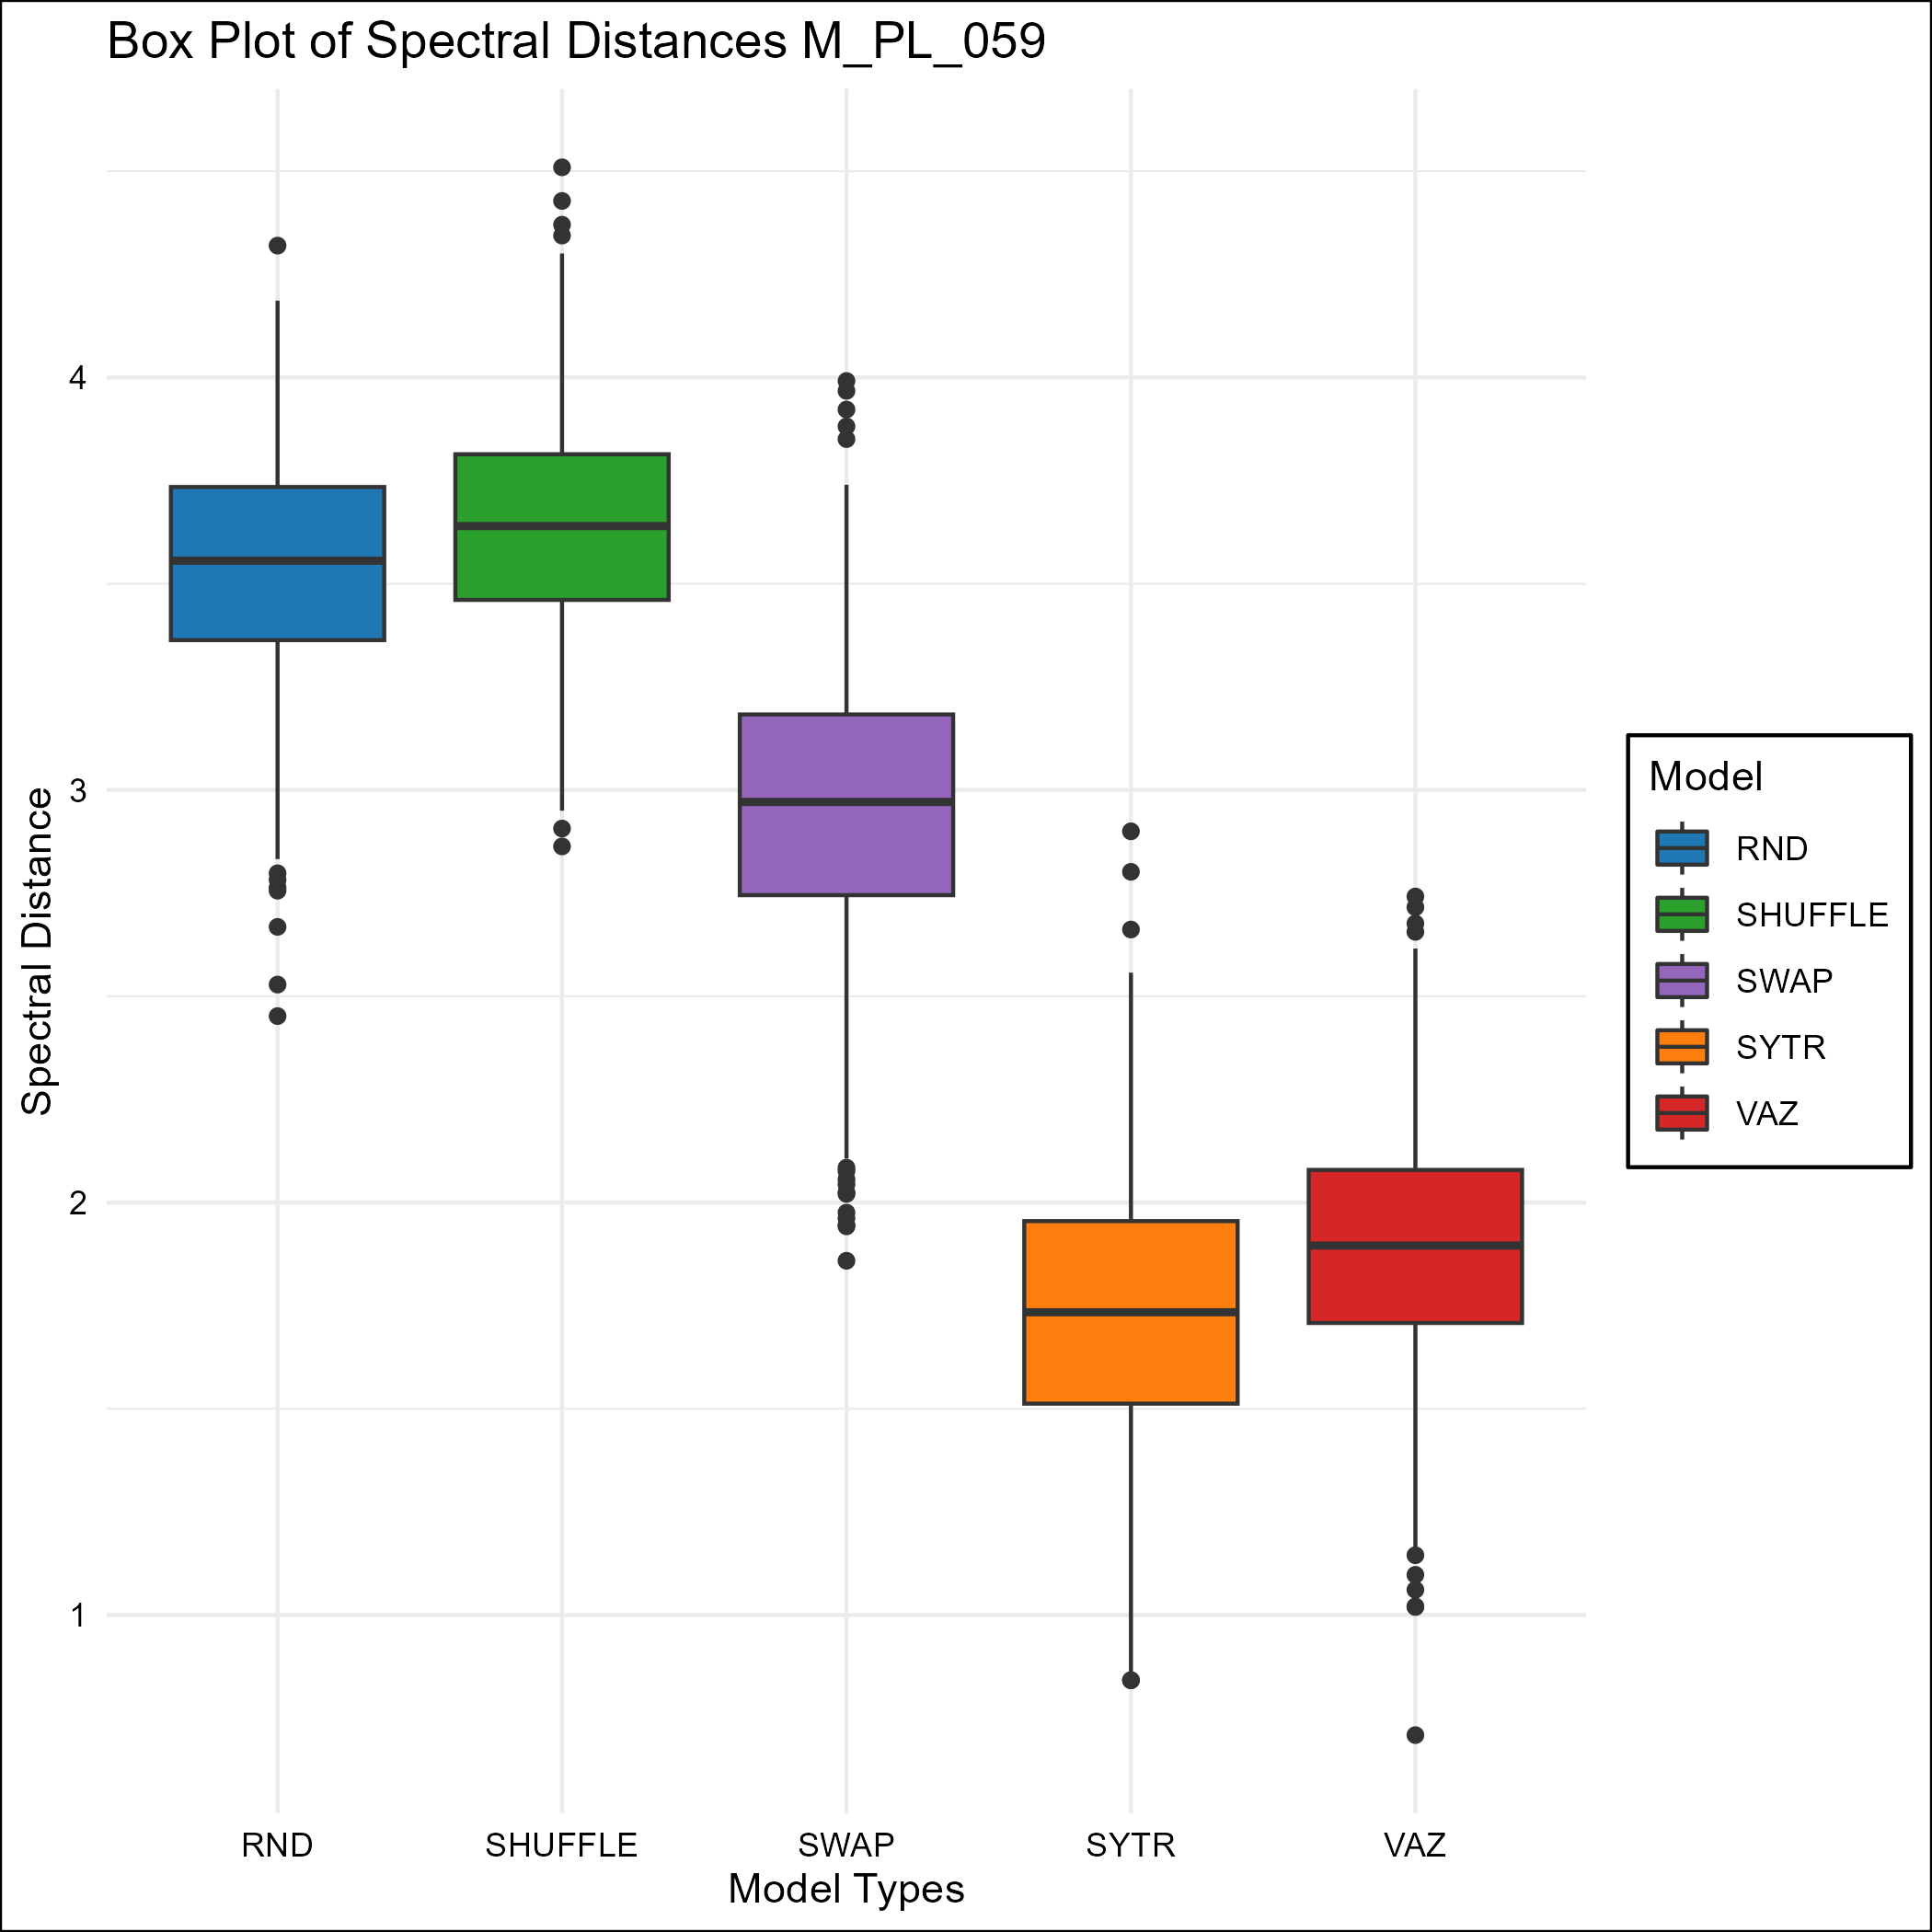 Box Plot of Spectral Distances M_PL_059
4
3
2
1
Spectral Distance
RND
SHUFFLE
SWAP
SYTR
VAZ
Model Types
Model
RND
SHUFFLE
SWAP
SYTR
VAZ